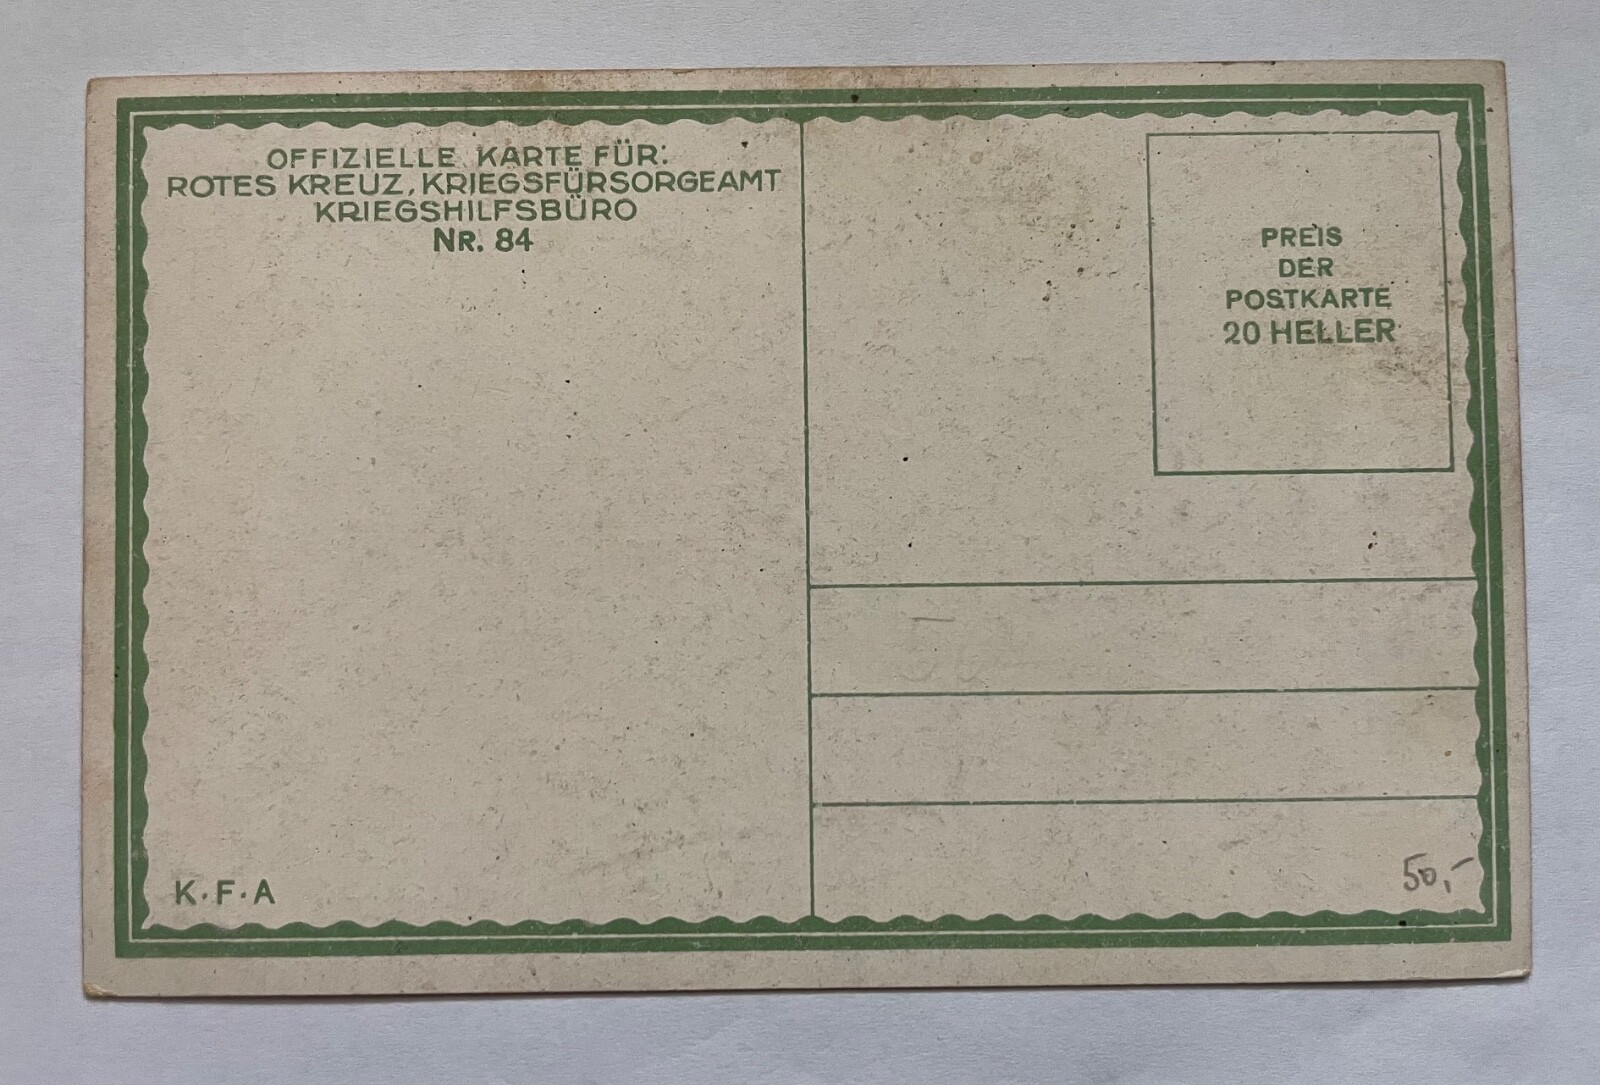 OFFIZIELLE KARTE FÜR:
ROTES KREUZ, KRIEGSFÜRSORGEAMT
KRIEGSHILFSBÜRO
NR. 84
PREIS
DER
POSTKARTE
20 HELLER
K·F·A
50,-